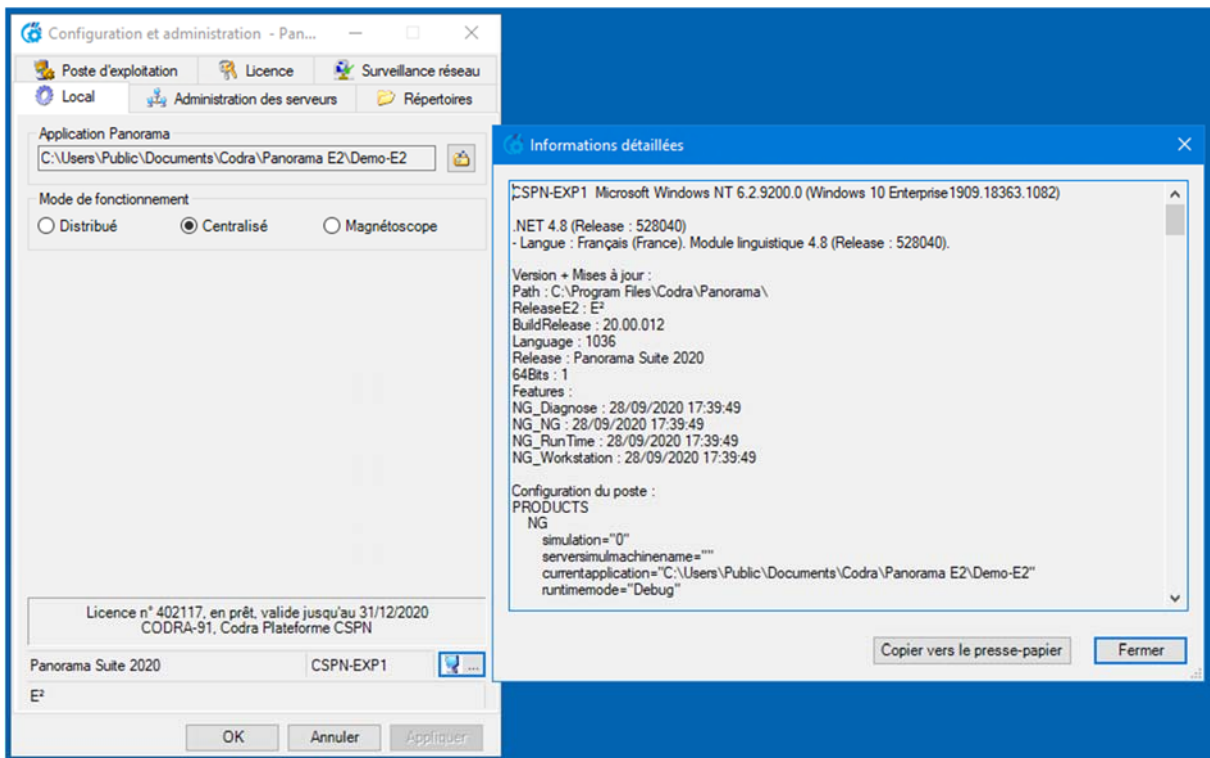 Configuration et administration - Pan...
Poste d'exploitation
Licence
Surveillance réseau
Local
Administration des serveurs
Répertoires
Application Panorama
C:\Users\Public\Documents\Codra\Panorama E2\Demo-E2
Mode de fonctionnement
Distribué
Centralisé
Magnétoscope
Licence n° 402117, en prêt, valide jusqu'au 31/12/2020
CODRA-91, Codra Plateforme CSPN
Panorama Suite 2020
CSPN-EXP1
...
E²
OK
Annuler
Appliquer
Informations détaillées
CSPN-EXP1 Microsoft Windows NT 6.2.9200.0 (Windows 10 Enterprise1909.18363.1082)
.NET 4.8 (Release : 528040)
- Langue : Français (France). Module linguistique 4.8 (Release : 528040).
Version + Mises à jour :
Path : C:\Program Files\Codra\Panorama\
ReleaseE2 : E²
BuildRelease : 20.00.012
Language : 1036
Release : Panorama Suite 2020
64Bits : 1
Features :
NG_Diagnose : 28/09/2020 17:39:49
NG_NG : 28/09/2020 17:39:49
NG_RunTime : 28/09/2020 17:39:49
NG_Workstation : 28/09/2020 17:39:49
Configuration du poste :
PRODUCTS
NG
simulation="0"
serversimulmachinename=""
currentapplication="C:\Users\Public\Documents\Codra\Panorama E2\Demo-E2"
runtimemode="Debug"
Copier vers le presse-papier
Fermer